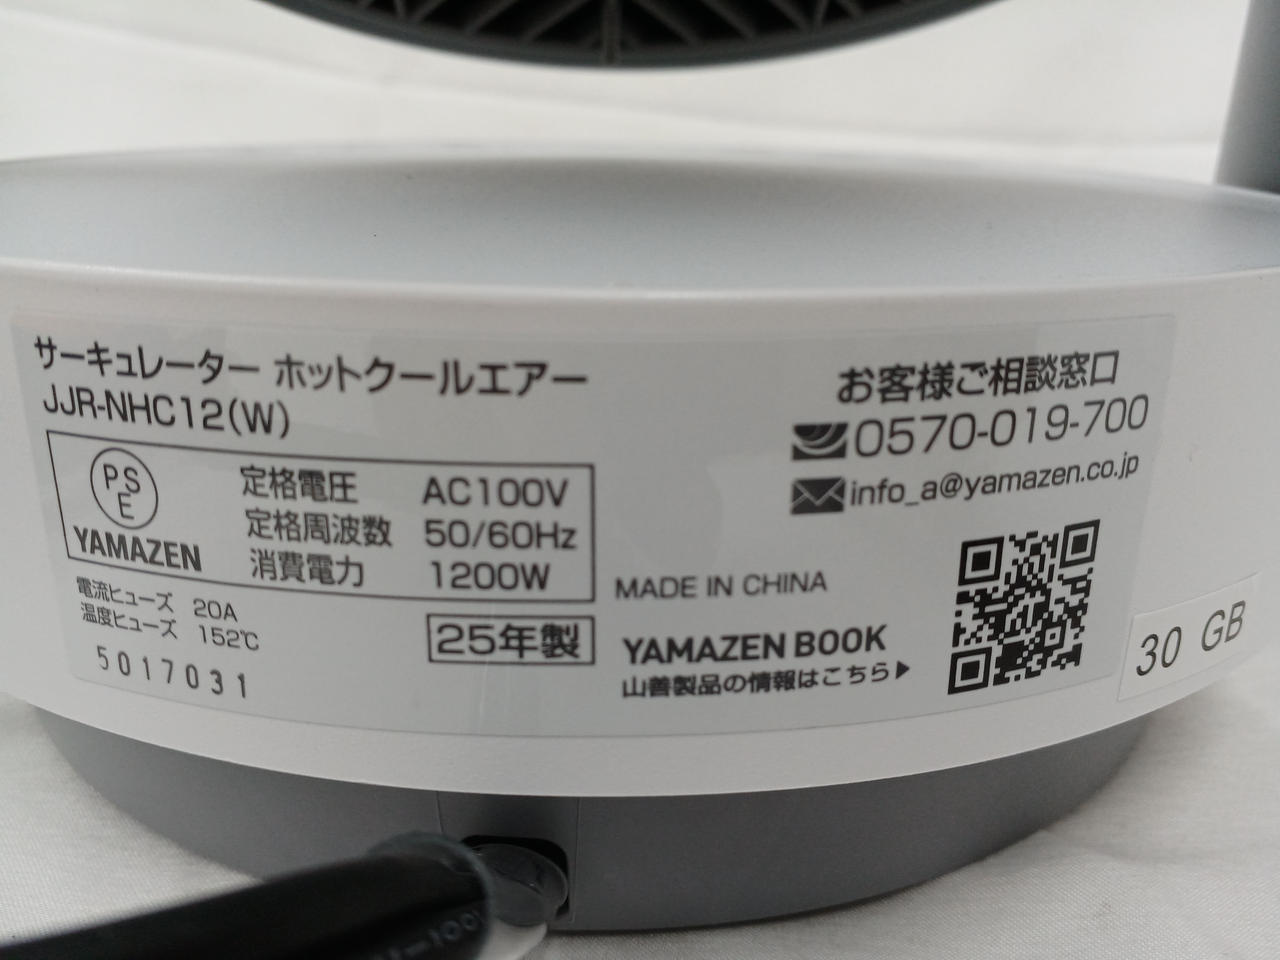 サーキュレーター ホットクールエアー
JJR-NHC12(W)
PSE
YAMAZEN
定格電圧 AC100V
定格周波数 50/60Hz
消費電力 1200W
電流ヒューズ 20A
温度ヒューズ 152℃
5017031
25年製
お客様ご相談窓口
0570-019-700
info_a@yamazen.co.jp
MADE IN CHINA
YAMAZEN BOOK
山善製品の情報はこちら▶
30 GB